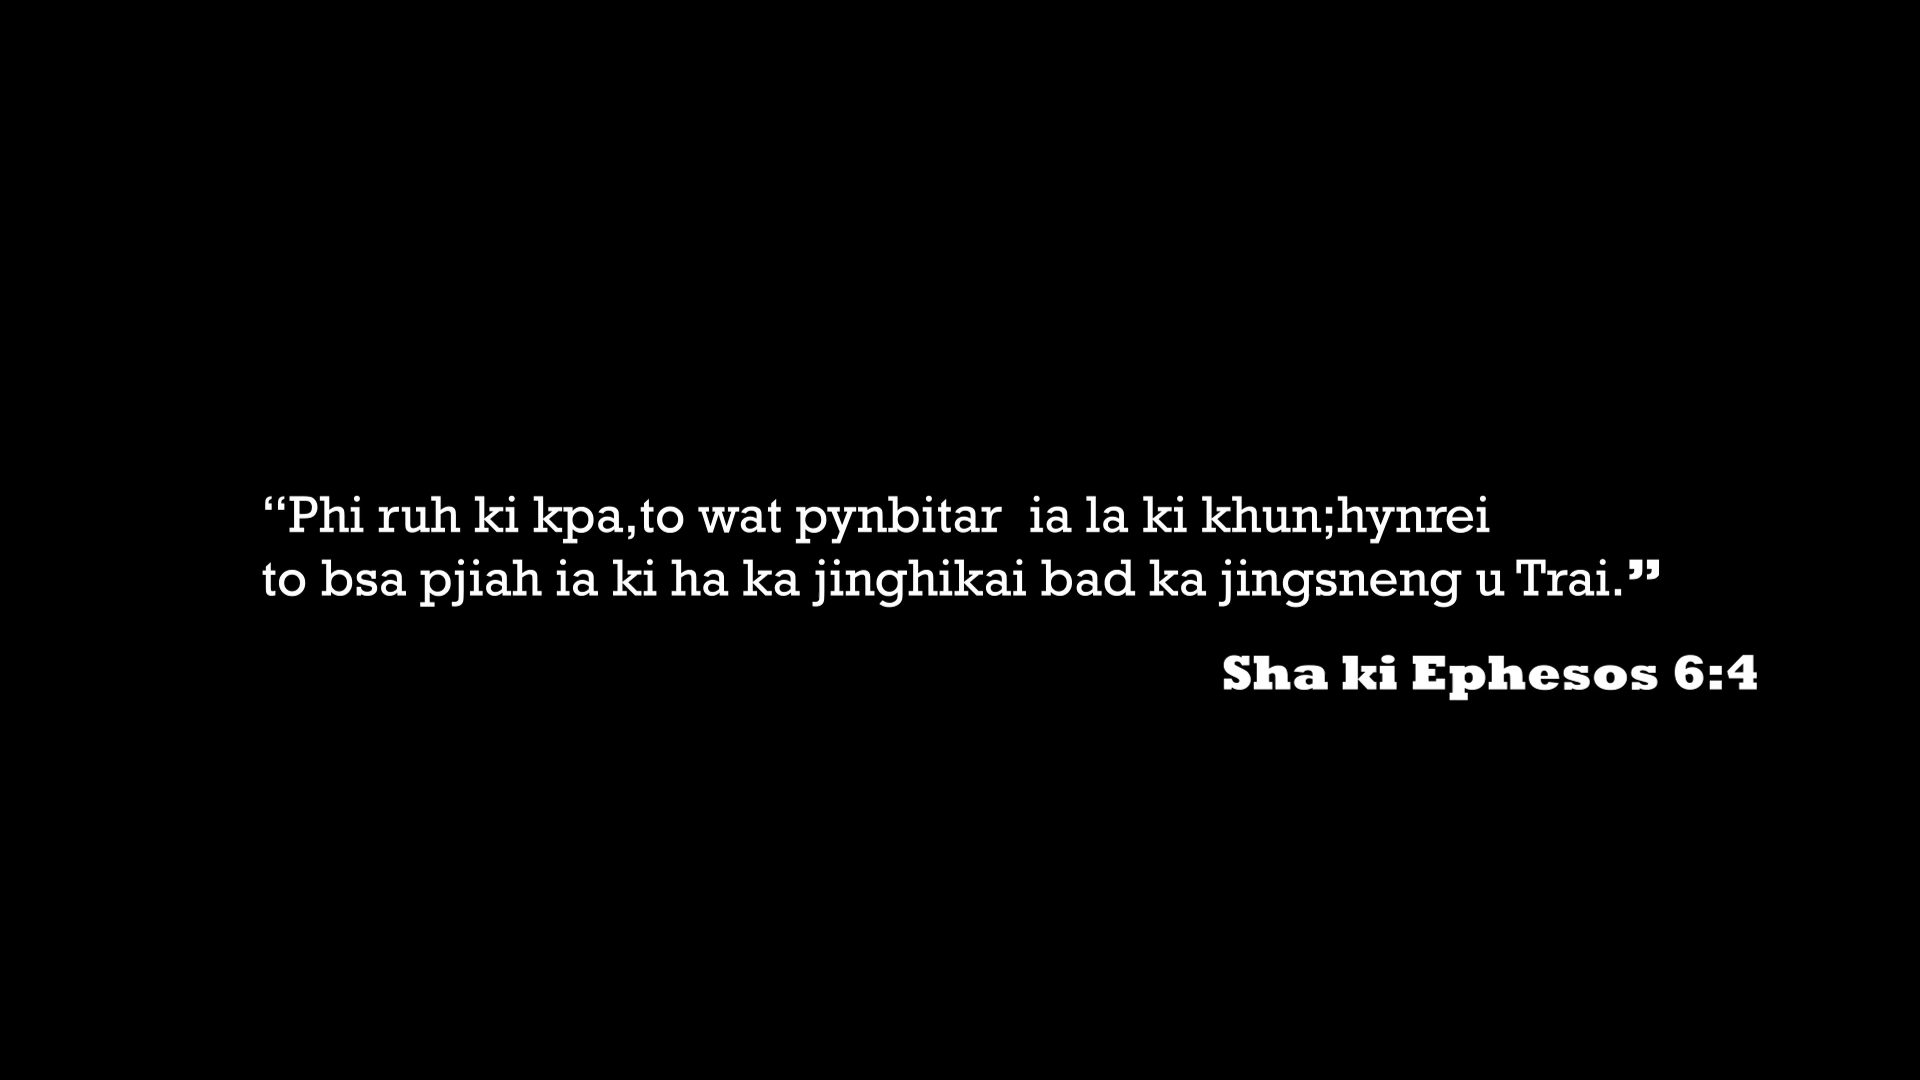 “Phi ruh ki kpa,to wat pynbitar  ia la ki khun;hynrei
to bsa pjiah ia ki ha ka jinghikai bad ka jingsneng u Trai.”
Sha ki Ephesos 6:4